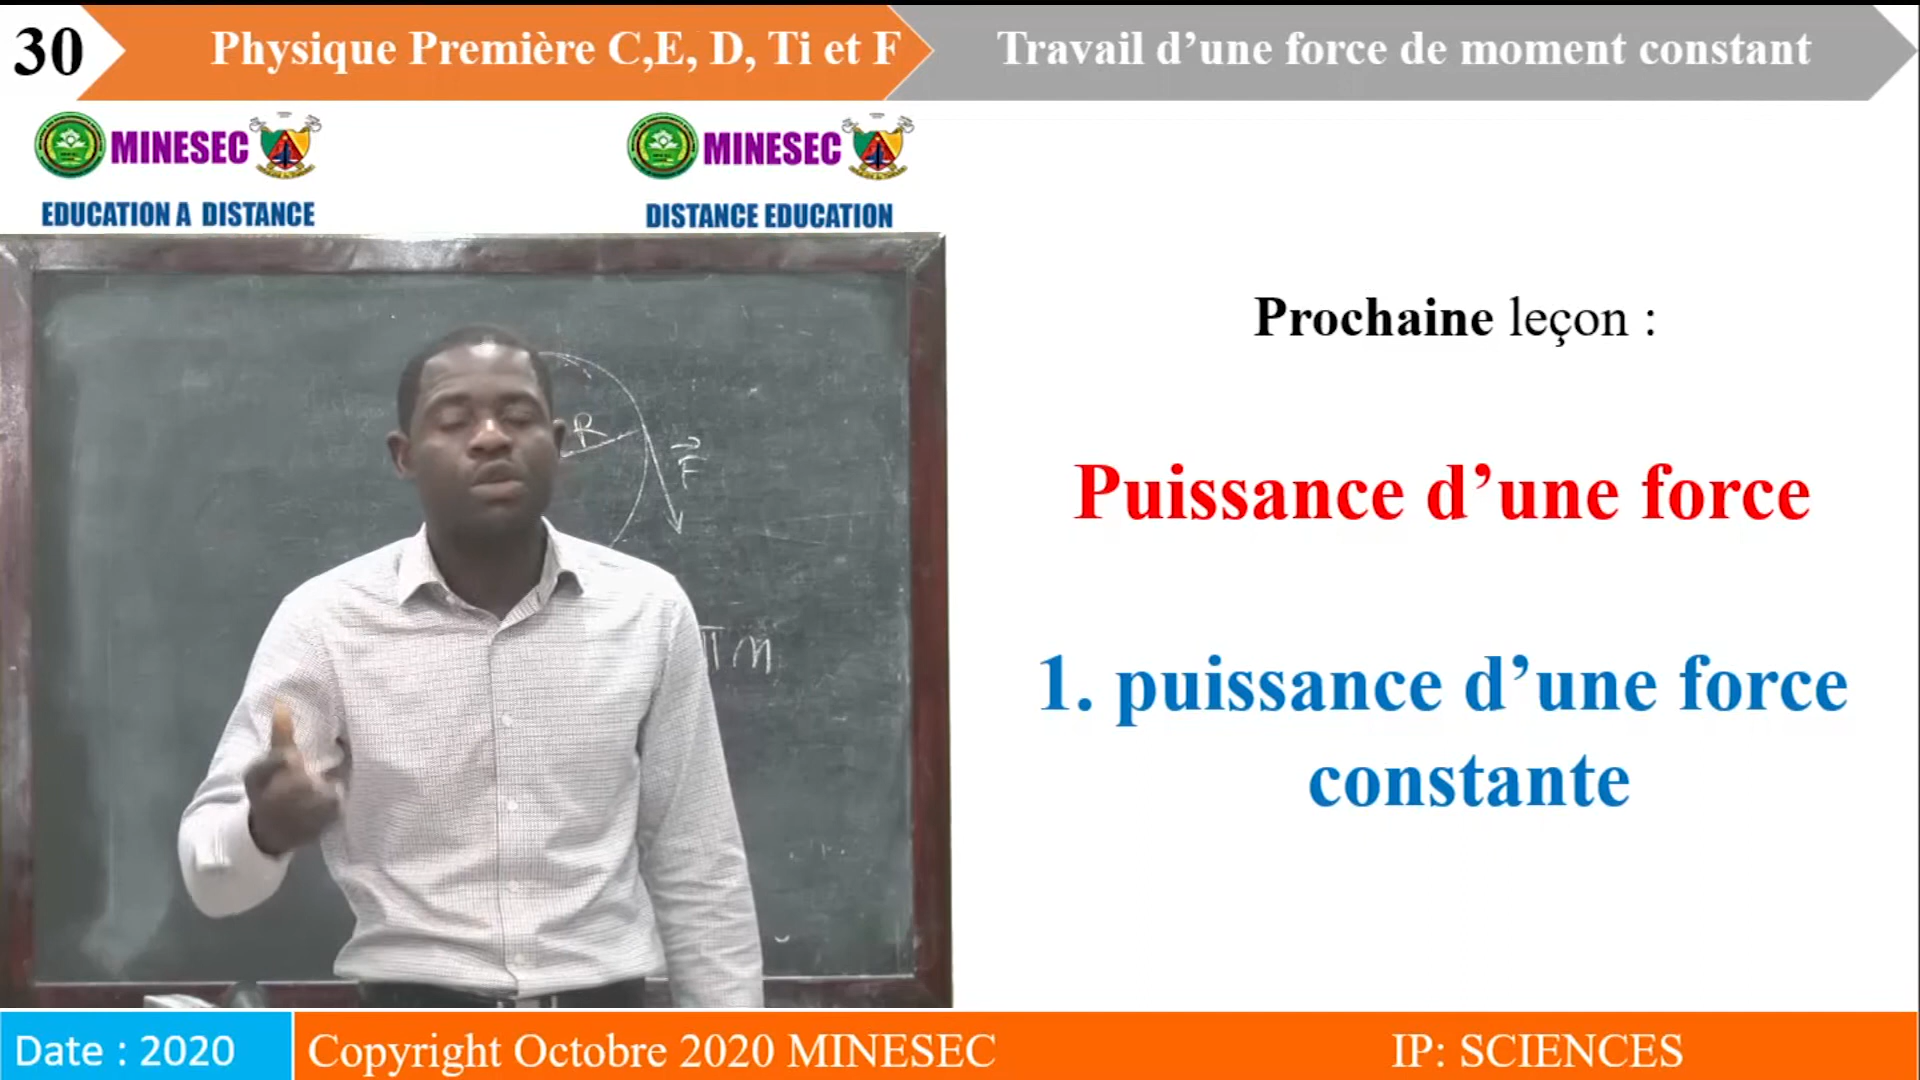 30
Physique Première C,E, D, Ti et F
Travail d’une force de moment constant
MINESEC
EDUCATION A DISTANCE
MINESEC
DISTANCE EDUCATION
Prochaine leçon :
R
F
Puissance d’une force
π m
1. puissance d’une force
constante
Date : 2020
Copyright Octobre 2020 MINESEC
IP: SCIENCES